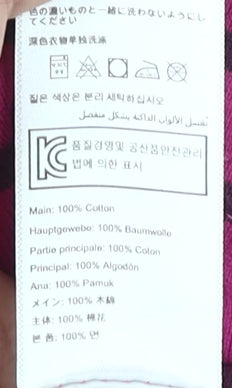 色の濃いものと一緒に洗わないようにし
てください
深色衣物单独洗涤
짙은 색상은 분리 세탁하십시오
تغسل الألوان الداكنة بشكل منفصل
품질경영및 공산품안전관리
법에 의한 표시
Main: 100% Cotton
Hauptgewebe: 100% Baumwolle
Partie principale: 100% Coton
Principal: 100% Algodón
Ana: 100% Pamuk
メイン: 100% 木綿
主体: 100% 棉花
본 품: 100% 면